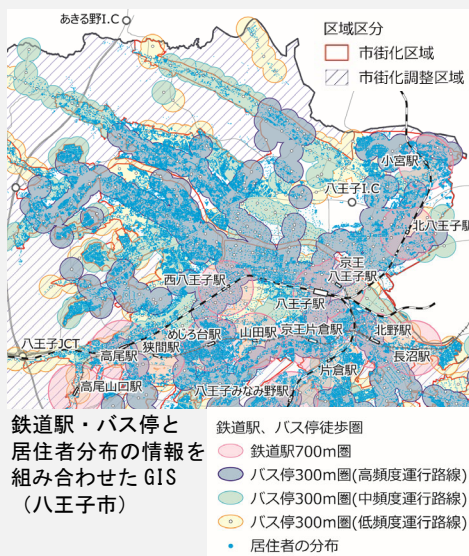 あきる野I.C
区域区分
市街化区域
市街化調整区域
小宮駅
八王子I.C
北八王子駅
京王
八王子駅
西八王子駅
八王子駅
めじろ台駅
山田駅
京王片倉駅
北野駅
八王子JCT
高尾駅
狭間駅
片倉駅
長沼駅
高尾山口駅
八王子みなみ野駅
鉄道駅・バス停と
居住者分布の情報を
組み合わせた GIS
（八王子市）
鉄道駅、バス停徒歩圏
鉄道駅700m圏
バス停300m圏(高頻度運行路線)
バス停300m圏(中頻度運行路線)
バス停300m圏(低頻度運行路線)
居住者の分布